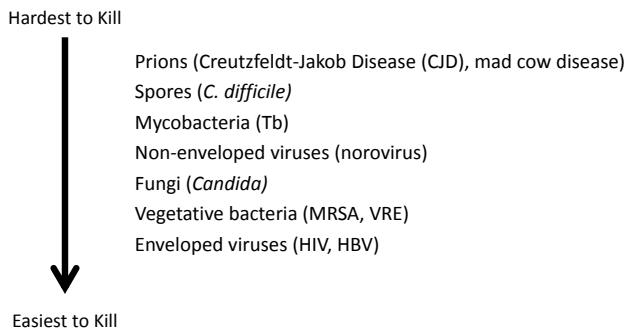 Hardest to Kill
Prions (Creutzfeldt-Jakob Disease (CJD), mad cow disease)
Spores (C. difficile)
Mycobacteria (Tb)
Non-enveloped viruses (norovirus)
Fungi (Candida)
Vegetative bacteria (MRSA, VRE)
Enveloped viruses (HIV, HBV)
Easiest to Kill